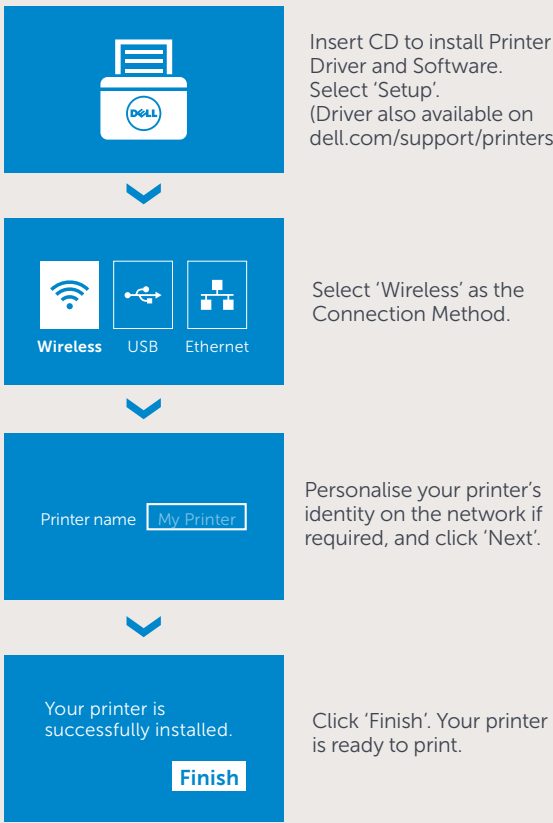 DELL
Insert CD to install Printer
Driver and Software.
Select ‘Setup’.
(Driver also available on
dell.com/support/printers
Wireless
USB
Ethernet
Select ‘Wireless’ as the
Connection Method.
Printer name
My Printer
Personalise your printer’s
identity on the network if
required, and click ‘Next’.
Your printer is
successfully installed.
Finish
Click ‘Finish’. Your printer
is ready to print.